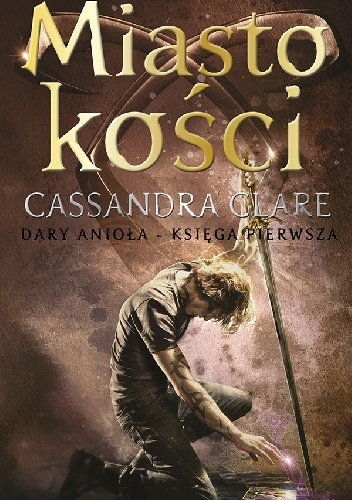 Miasto
kości
CASSANDRA CLARE
DARY ANIOŁA - KSIĘGA PIERWSZA